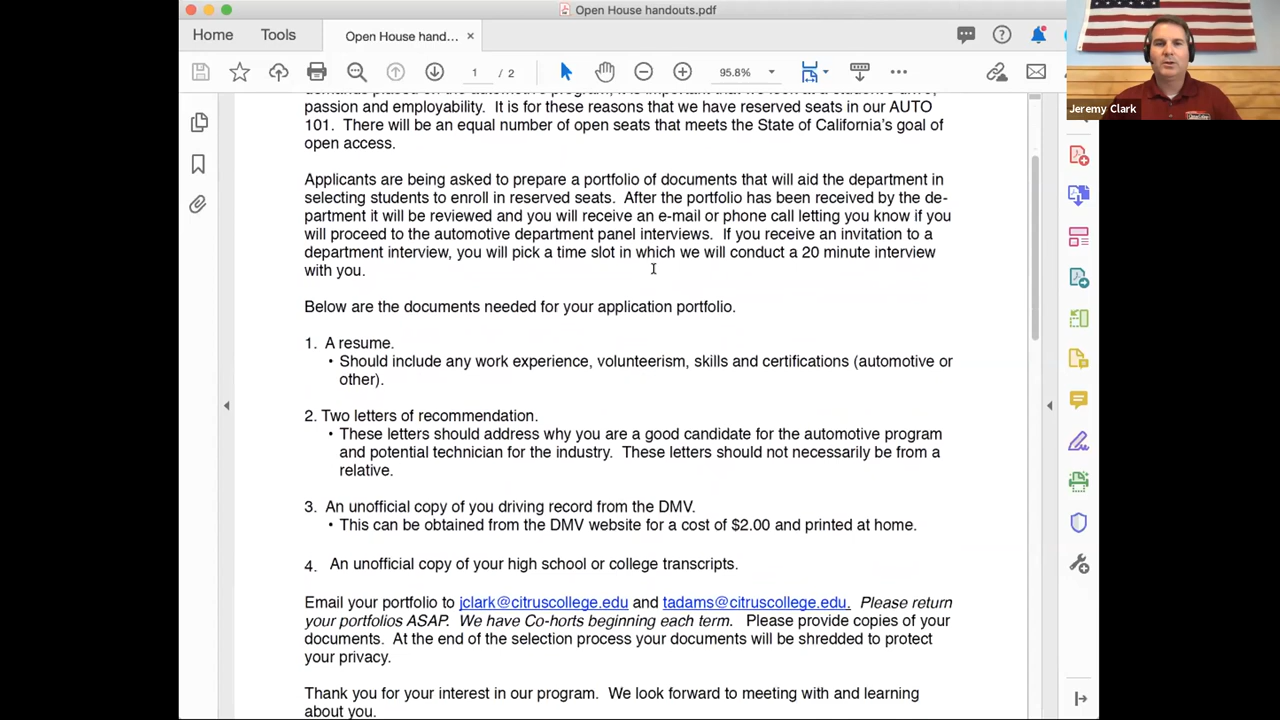 Open House handouts.pdf
Home
Tools
Open House hand... ×
1 / 2
95.8%
Jeremy Clark
passion and employability. It is for these reasons that we have reserved seats in our AUTO
101. There will be an equal number of open seats that meets the State of California's goal of
open access.
Applicants are being asked to prepare a portfolio of documents that will aid the department in
selecting students to enroll in reserved seats. After the portfolio has been received by the de-
partment it will be reviewed and you will receive an e-mail or phone call letting you know if you
will proceed to the automotive department panel interviews. If you receive an invitation to a
department interview, you will pick a time slot in which we will conduct a 20 minute interview
with you.
Below are the documents needed for your application portfolio.
1. A resume.
• Should include any work experience, volunteerism, skills and certifications (automotive or
other).
2. Two letters of recommendation.
• These letters should address why you are a good candidate for the automotive program
and potential technician for the industry. These letters should not necessarily be from a
relative.
3. An unofficial copy of you driving record from the DMV.
• This can be obtained from the DMV website for a cost of $2.00 and printed at home.
4. An unofficial copy of your high school or college transcripts.
Email your portfolio to jclark@citruscollege.edu and tadams@citruscollege.edu. Please return
your portfolios ASAP. We have Co-horts beginning each term. Please provide copies of your
documents. At the end of the selection process your documents will be shredded to protect
your privacy.
Thank you for your interest in our program. We look forward to meeting with and learning
about you.